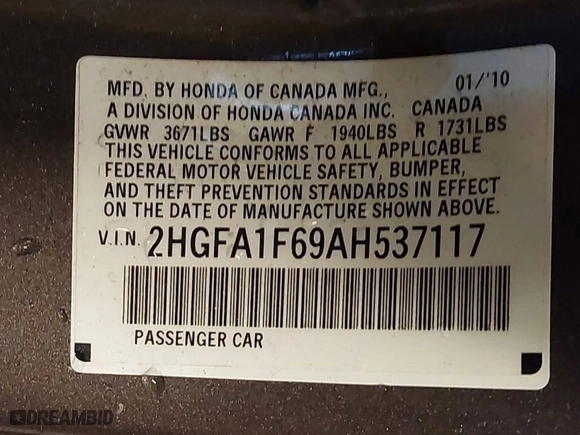 MFD. BY HONDA OF CANADA MFG., 01/'10
A DIVISION OF HONDA CANADA INC. CANADA
GVWR 3671LBS GAWR F 1940LBS R 1731LBS
THIS VEHICLE CONFORMS TO ALL APPLICABLE
FEDERAL MOTOR VEHICLE SAFETY, BUMPER,
AND THEFT PREVENTION STANDARDS IN EFFECT
ON THE DATE OF MANUFACTURE SHOWN ABOVE.
V.I.N. 2HGFA1F69AH537117
PASSENGER CAR
DREAMBID